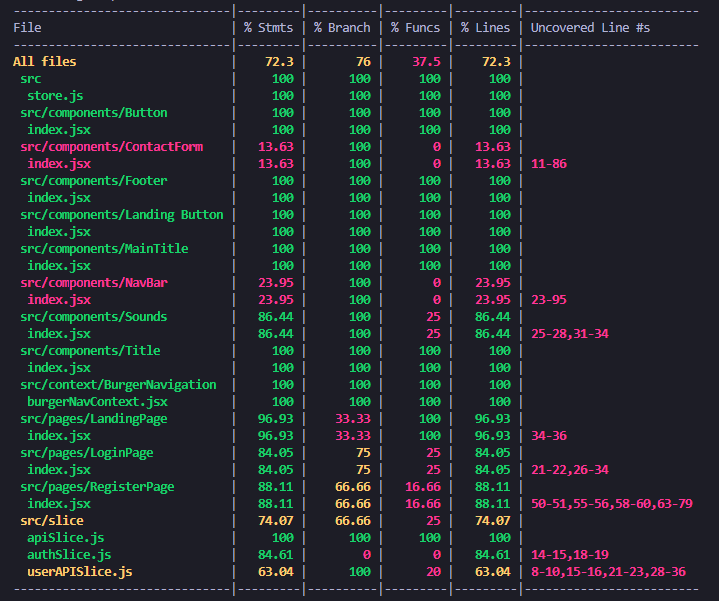 -------------------------------|---------|----------|---------|---------|-------------------------
File                           | % Stmts | % Branch | % Funcs | % Lines | Uncovered Line #s
-------------------------------|---------|----------|---------|---------|-------------------------
All files                      |    72.3 |       76 |    37.5 |    72.3 |
 src                           |     100 |      100 |     100 |     100 |
  store.js                     |     100 |      100 |     100 |     100 |
 src/components/Button         |     100 |      100 |     100 |     100 |
  index.jsx                    |     100 |      100 |     100 |     100 |
 src/components/ContactForm    |   13.63 |      100 |       0 |   13.63 |
  index.jsx                    |   13.63 |      100 |       0 |   13.63 | 11-86
 src/components/Footer         |     100 |      100 |     100 |     100 |
  index.jsx                    |     100 |      100 |     100 |     100 |
 src/components/Landing Button |     100 |      100 |     100 |     100 |
  index.jsx                    |     100 |      100 |     100 |     100 |
 src/components/MainTitle      |     100 |      100 |     100 |     100 |
  index.jsx                    |     100 |      100 |     100 |     100 |
 src/components/NavBar         |   23.95 |      100 |       0 |   23.95 |
  index.jsx                    |   23.95 |      100 |       0 |   23.95 | 23-95
 src/components/Sounds         |   86.44 |      100 |      25 |   86.44 |
  index.jsx                    |   86.44 |      100 |      25 |   86.44 | 25-28,31-34
 src/components/Title          |     100 |      100 |     100 |     100 |
  index.jsx                    |     100 |      100 |     100 |     100 |
 src/context/BurgerNavigation  |     100 |      100 |     100 |     100 |
  burgerNavContext.jsx         |     100 |      100 |     100 |     100 |
 src/pages/LandingPage         |   96.93 |    33.33 |     100 |   96.93 |
  index.jsx                    |   96.93 |    33.33 |     100 |   96.93 | 34-36
 src/pages/LoginPage           |   84.05 |       75 |      25 |   84.05 |
  index.jsx                    |   84.05 |       75 |      25 |   84.05 | 21-22,26-34
 src/pages/RegisterPage        |   88.11 |    66.66 |   16.66 |   88.11 |
  index.jsx                    |   88.11 |    66.66 |   16.66 |   88.11 | 50-51,55-56,58-60,63-79
 src/slice                     |   74.07 |    66.66 |      25 |   74.07 |
  apiSlice.js                  |     100 |      100 |     100 |     100 |
  authSlice.js                 |   84.61 |        0 |       0 |   84.61 | 14-15,18-19
  userAPISlice.js              |   63.04 |      100 |      20 |   63.04 | 8-10,15-16,21-23,28-36
-------------------------------|---------|----------|---------|---------|-------------------------